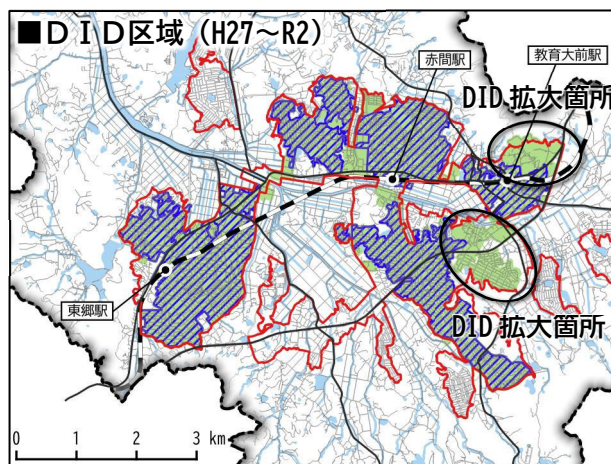 ■ＤＩＤ区域（H27～R2）
赤間駅
教育大前駅
DID 拡大箇所
東郷駅
DID 拡大箇所
0 1 2 3 km